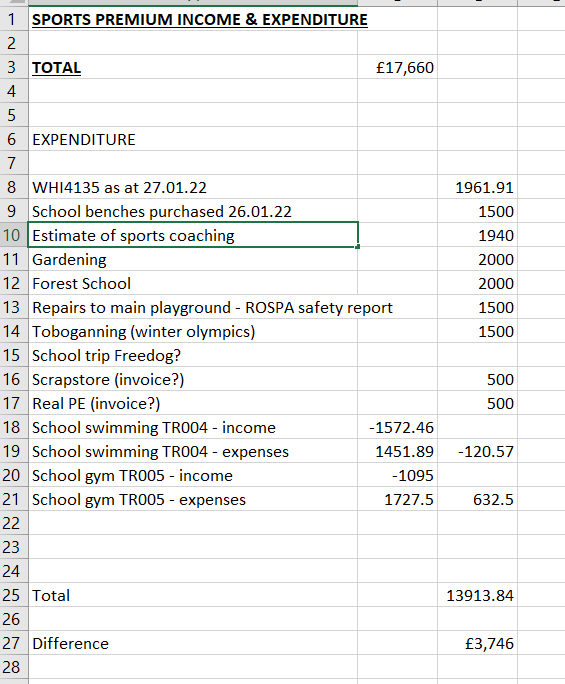 1 SPORTS PREMIUM INCOME & EXPENDITURE
2
3 TOTAL £17,660
4
5
6 EXPENDITURE
7
8 WHI4135 as at 27.01.22 1961.91
9 School benches purchased 26.01.22 1500
10 Estimate of sports coaching 1940
11 Gardening 2000
12 Forest School 2000
13 Repairs to main playground - ROSPA safety report 1500
14 Toboganning (winter olympics) 1500
15 School trip Freedog?
16 Scrapstore (invoice?) 500
17 Real PE (invoice?) 500
18 School swimming TR004 - income -1572.46
19 School swimming TR004 - expenses 1451.89 -120.57
20 School gym TR005 - income -1095
21 School gym TR005 - expenses 1727.5 632.5
22
23
24
25 Total 13913.84
26
27 Difference £3,746
28